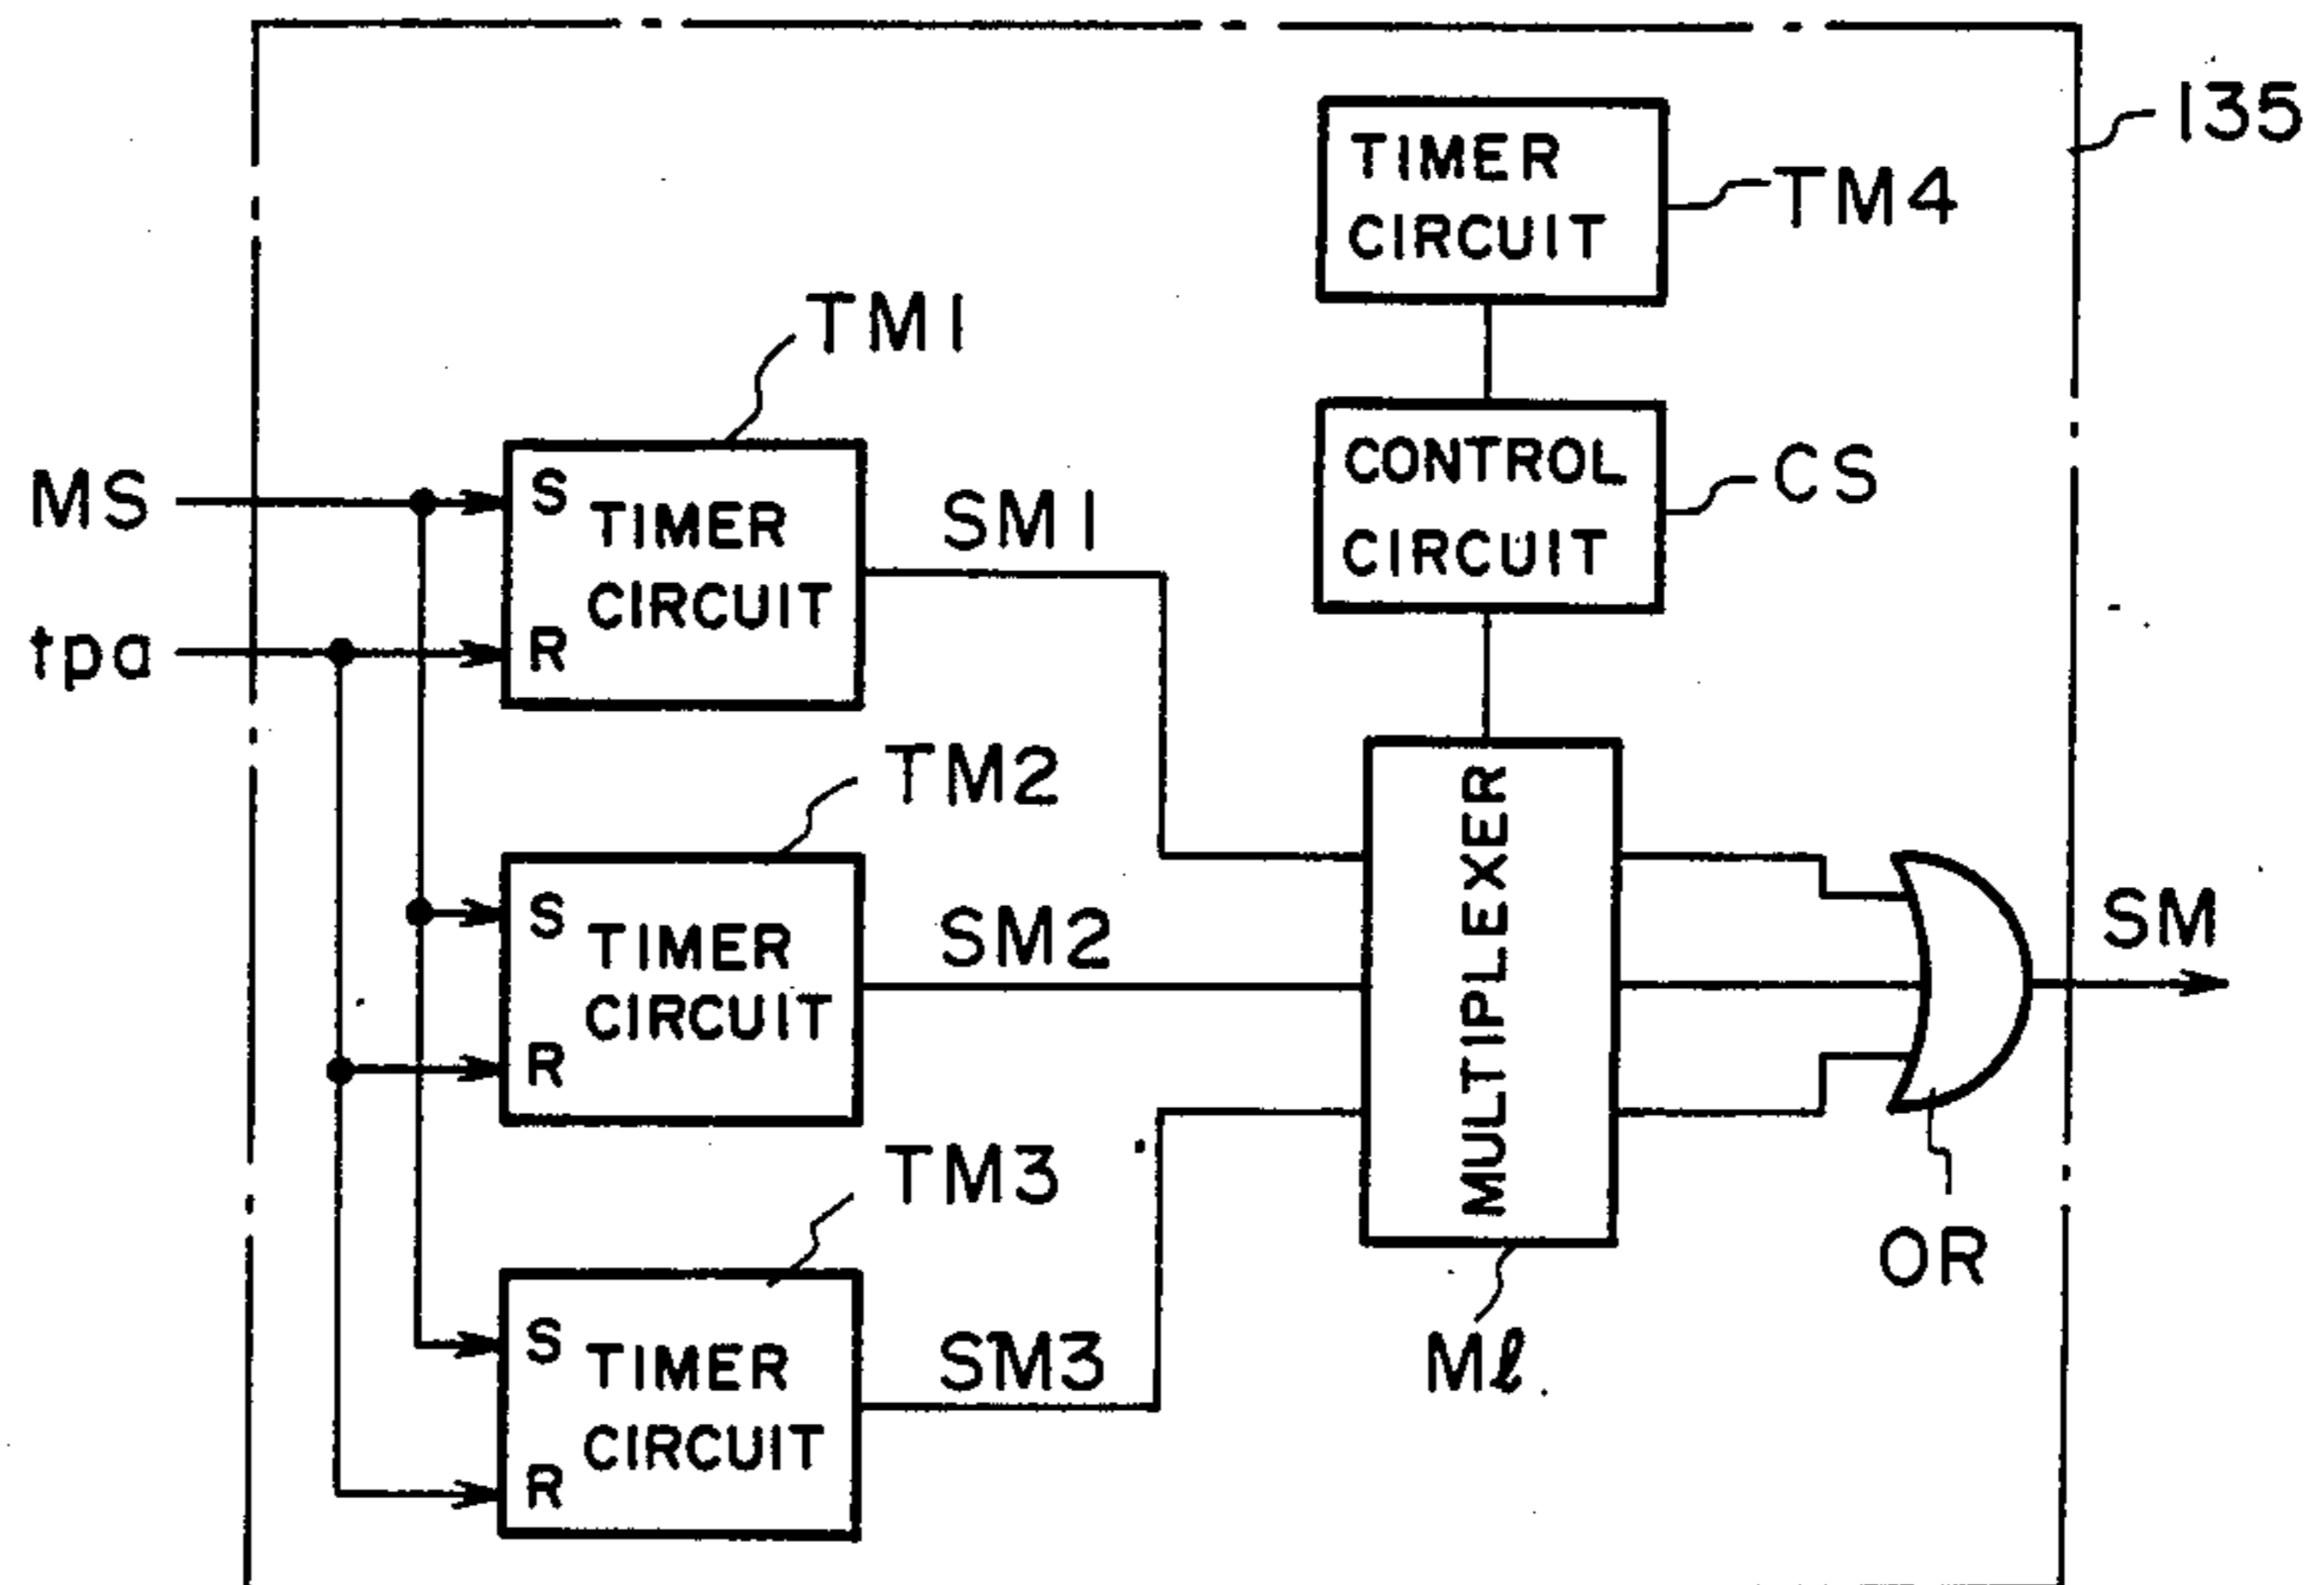 135
TIMER
CIRCUIT
TM4
TM1
CONTROL
CIRCUIT
CS
MS
tpa
S
TIMER
CIRCUIT
R
SM1
TM2
S
TIMER
CIRCUIT
R
SM2
MULTIPLEXER
SM
TM3
OR
S
TIMER
CIRCUIT
R
SM3
Mℓ